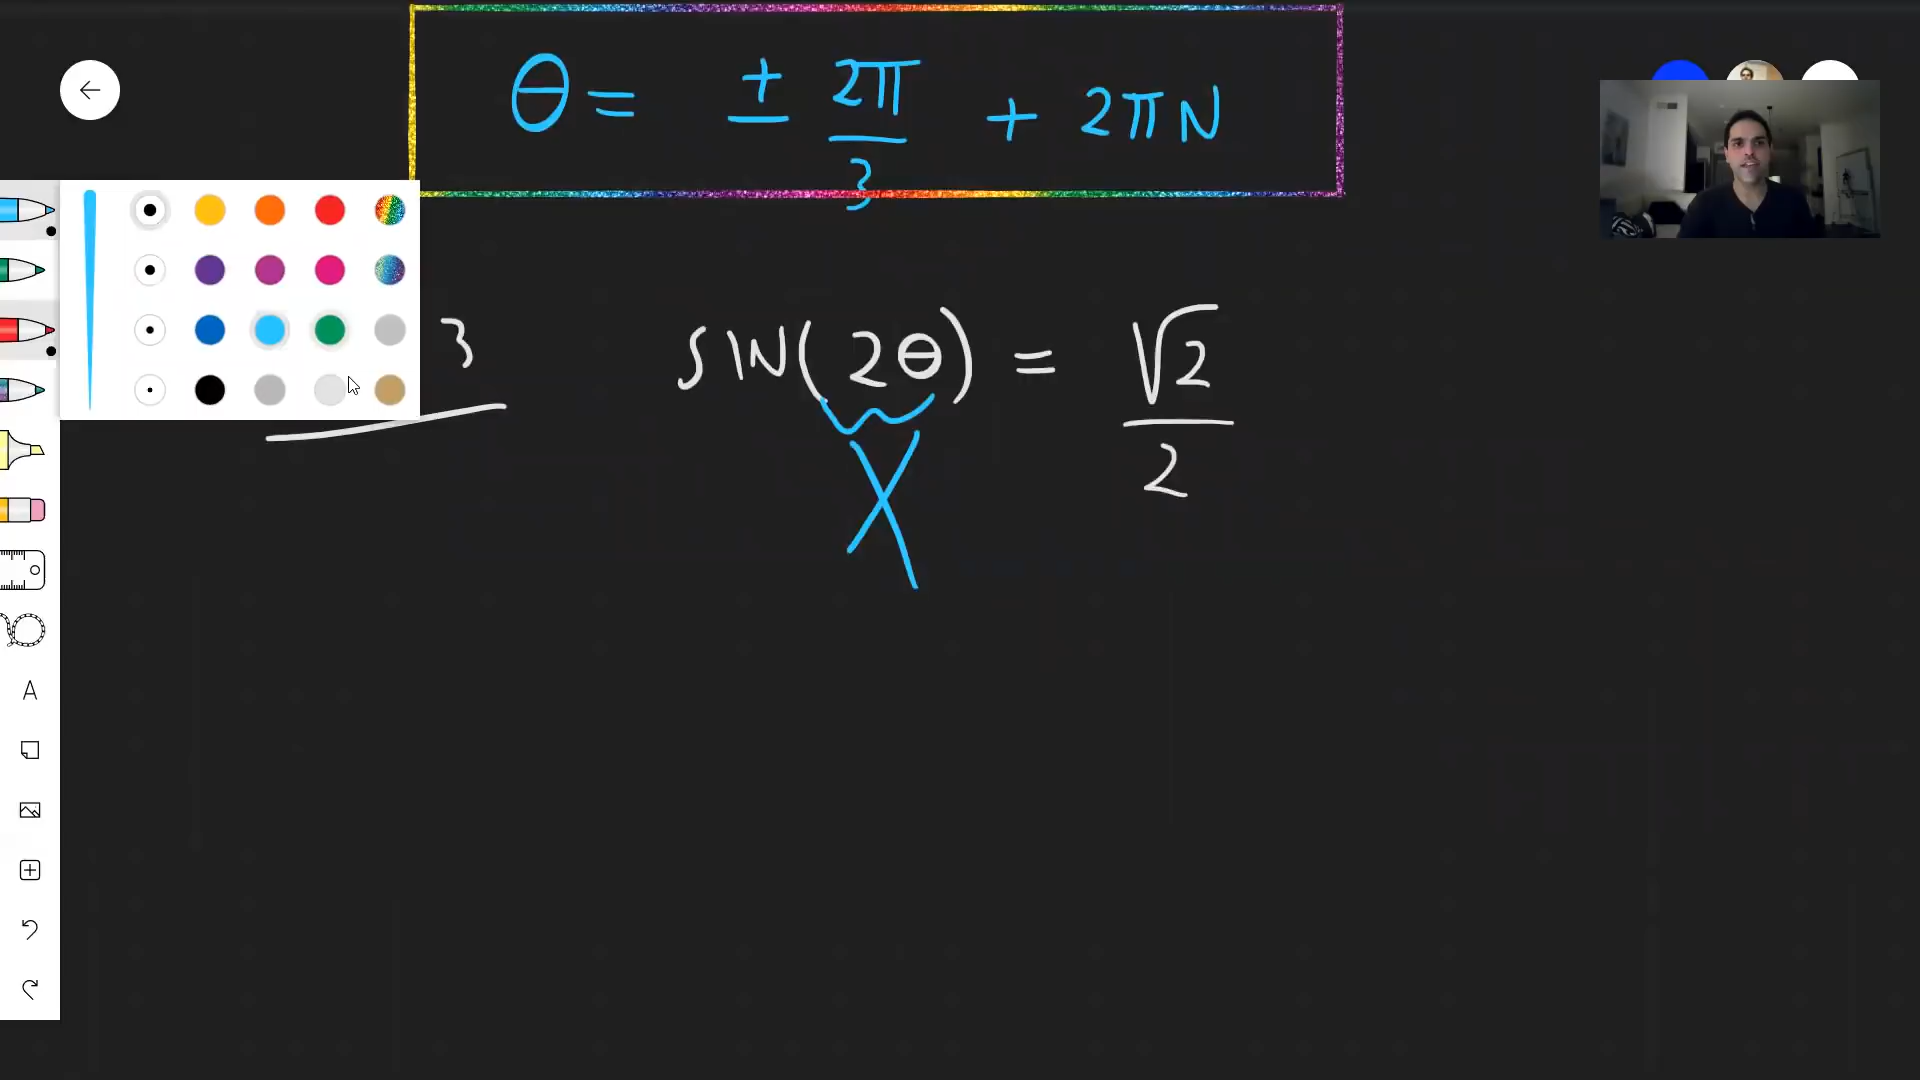 θ = ± 2π/3 + 2πN
3
SIN(2θ) = √2/2
X
A